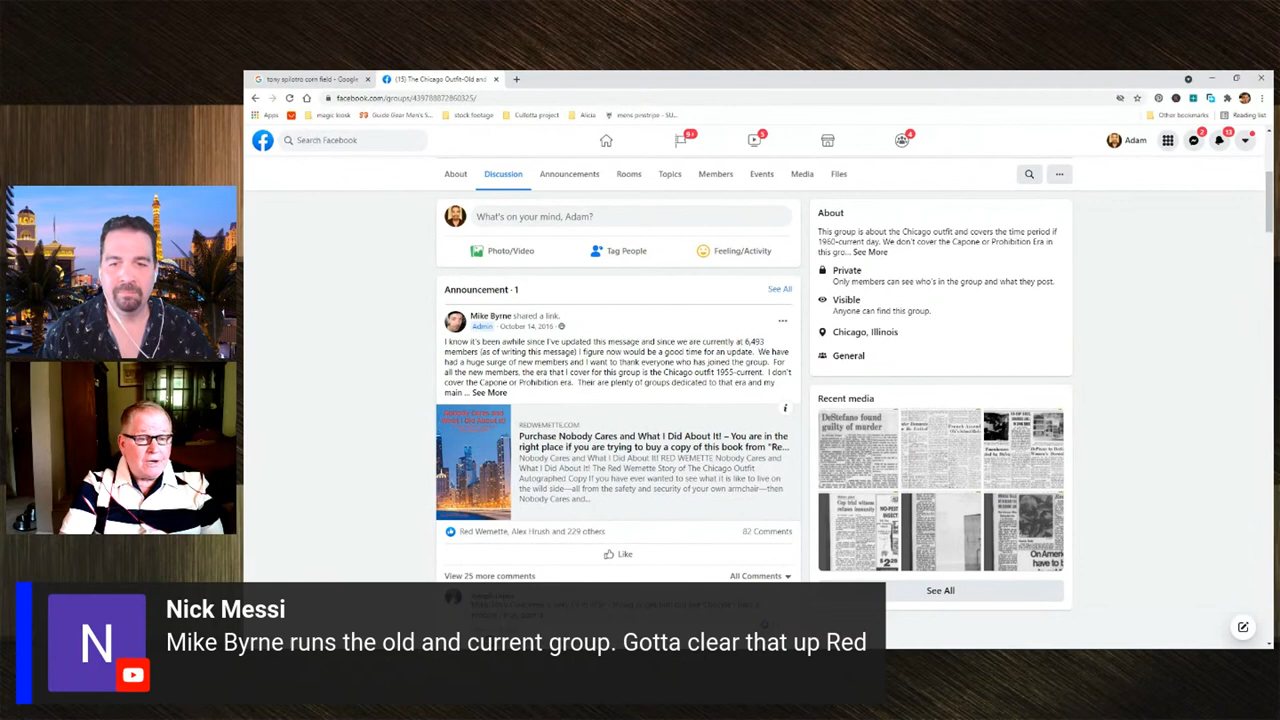 tony spilotro corn field - Google
(15) The Chicago Outfit-Old and
facebook.com/groups/439788872860325/
Apps
magic kiosk
Guide Gear Men's S...
stock footage
Cullotta project
Alicia
mens pinstripe - SU...
Other bookmarks
Reading list
Search Facebook
9+
5
4
Adam
2
13
About
Discussion
Announcements
Rooms
Topics
Members
Events
Media
Files
What's on your mind, Adam?
Photo/Video
Tag People
Feeling/Activity
Announcement · 1
See All
Mike Byrne shared a link.
Admin · October 14, 2016 ·
I know it's been awhile since I've updated this message and since we are currently at 6,493
members (as of writing this message) I figure now would be a good time for an update. We have
had a huge surge of new members and I want to thank everyone who has joined the group. For
all the new members, the era that I cover for this group is the Chicago outfit 1955-current. I don't
cover the Capone or Prohibition era. Their are plenty of groups dedicated to that era and my
main ... See More
Nobody Cares and
What I Did About It!
REDWEMETTE.COM
Purchase Nobody Cares and What I Did About It! – You are in the
right place if you are trying to buy a copy of this book from "Re...
Nobody Cares and What I Did About It! RED WEMETTE Nobody Cares and
What I Did About It! The Red Wemette Story of The Chicago Outfit
Autographed Copy If you have ever wanted to see what it is like to live on
the wild side—all from the safety and security of your own armchair—then
Nobody Cares and...
Red Wemette, Alex Hrush and 229 others
82 Comments
Like
View 25 more comments
All Comments
About
This group is about the Chicago outfit and covers the time period if
1960-current day. We don't cover the Capone or Prohibition Era in
this gro... See More
Private
Only members can see who's in the group and what they post.
Visible
Anyone can find this group.
Chicago, Illinois
General
Recent media
DeStefano found
guilty of murder
See All
N
Nick Messi
Mike Byrne runs the old and current group. Gotta clear that up Red